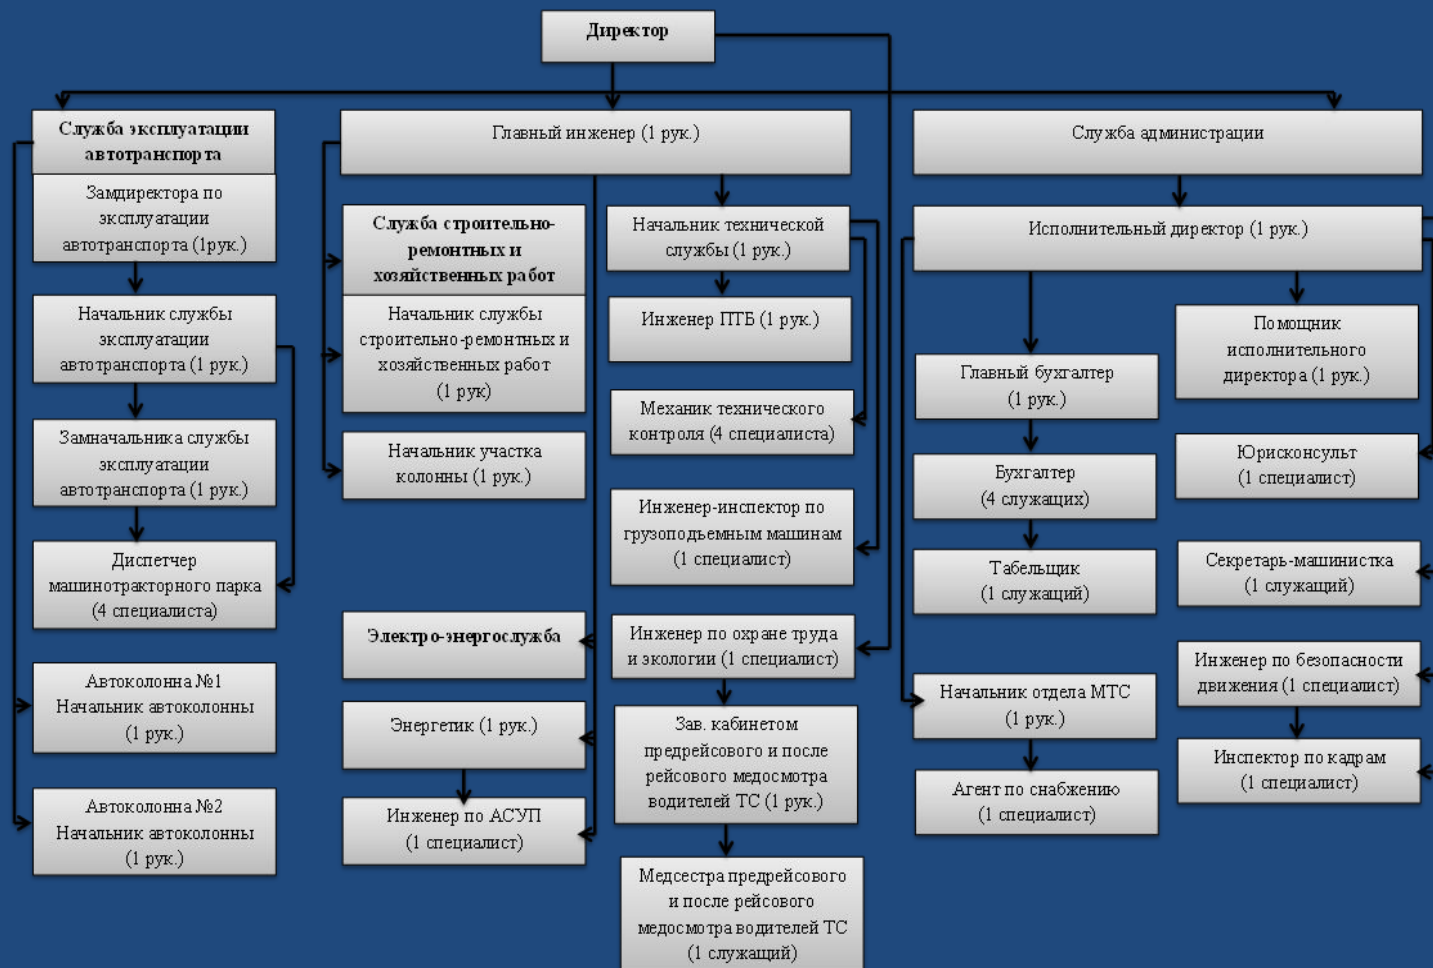 Директор
Служба эксплуатации
автотранспорта
Замдиректора по
эксплуатации
автотранспорта (1рук.)
Начальник службы
эксплуатации
автотранспорта (1 рук.)
Замначальника службы
эксплуатации
автотранспорта (1 рук.)
Диспетчер
машинотракторного парка
(4 специалиста)
Автоколонна №1
Начальник автоколонны
(1 рук.)
Автоколонна №2
Начальник автоколонны
(1 рук.)
Главный инженер (1 рук.)
Служба строительно-
ремонтных и
хозяйственных работ
Начальник службы
строительно-ремонтных и
хозяйственных работ
(1 рук)
Начальник участка
колонны (1 рук.)
Электро-энергослужба
Энергетик (1 рук.)
Инженер по АСУП
(1 специалист)
Начальник технической
службы (1 рук.)
Инженер ПТБ (1 рук.)
Механик технического
контроля (4 специалиста)
Инженер-инспектор по
грузоподъемным машинам
(1 специалист)
Инженер по охране труда
и экологии (1 специалист)
Зав. кабинетом
предрейсового и после
рейсового медосмотра
водителей ТС (1 рук.)
Медсестра предрейсового
и после рейсового
медосмотра водителей ТС
(1 служащий)
Служба администрации
Исполнительный директор (1 рук.)
Главный бухгалтер
(1 рук.)
Бухгалтер
(4 служащих)
Табельщик
(1 служащий)
Начальник отдела МТС
(1 рук.)
Агент по снабжению
(1 специалист)
Помощник
исполнительного
директора (1 рук.)
Юрисконсульт
(1 специалист)
Секретарь-машинистка
(1 служащий)
Инженер по безопасности
движения (1 специалист)
Инспектор по кадрам
(1 специалист)